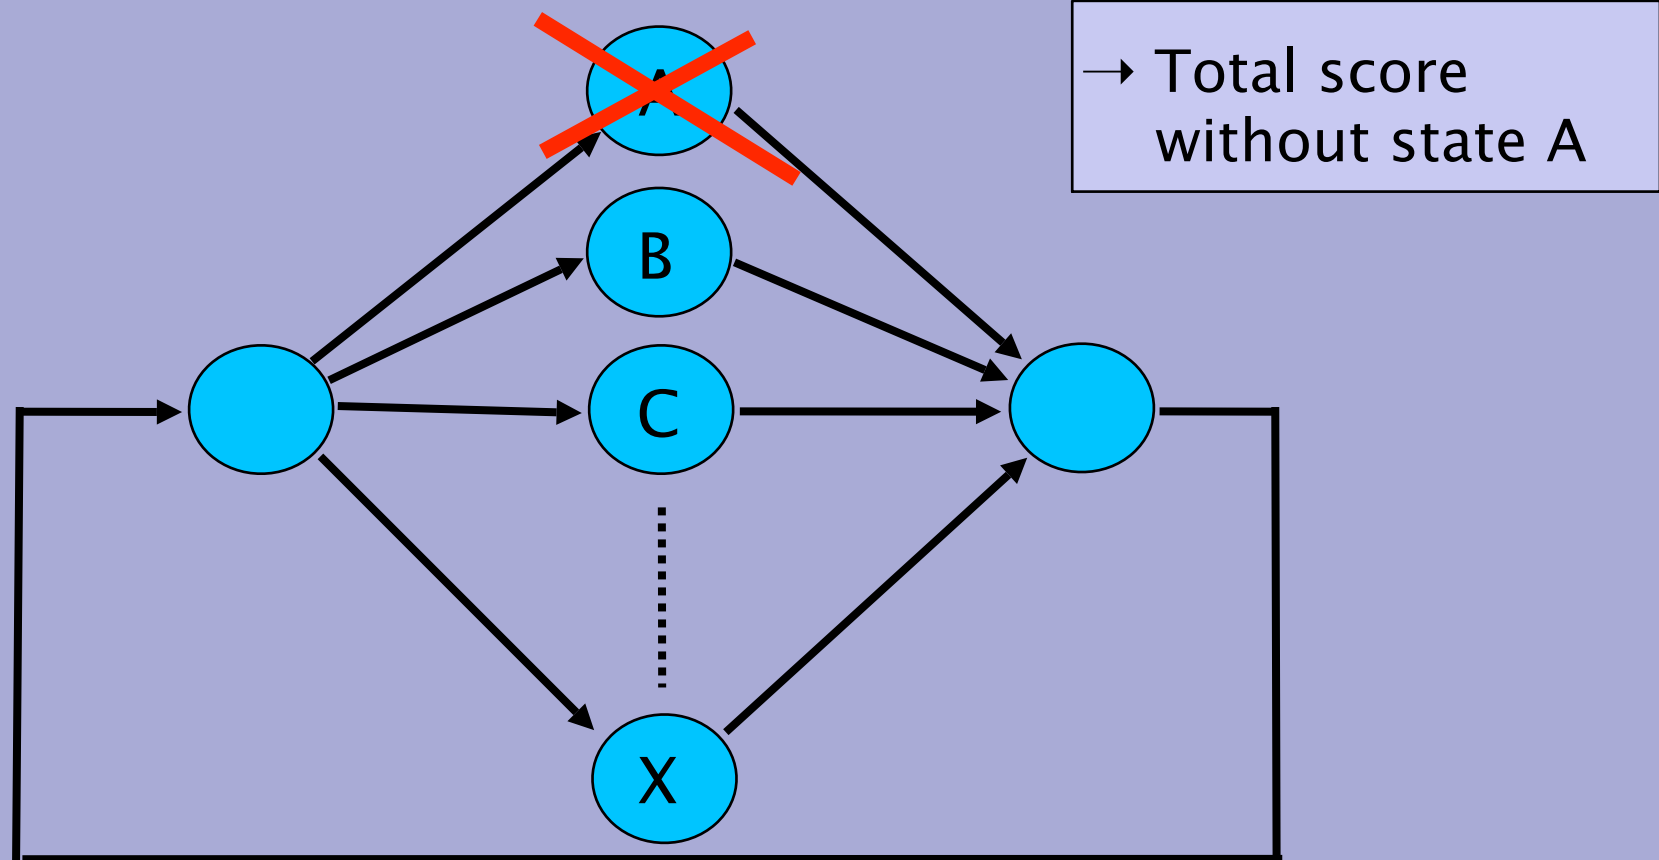 A
→ Total score
without state A
B
C
X